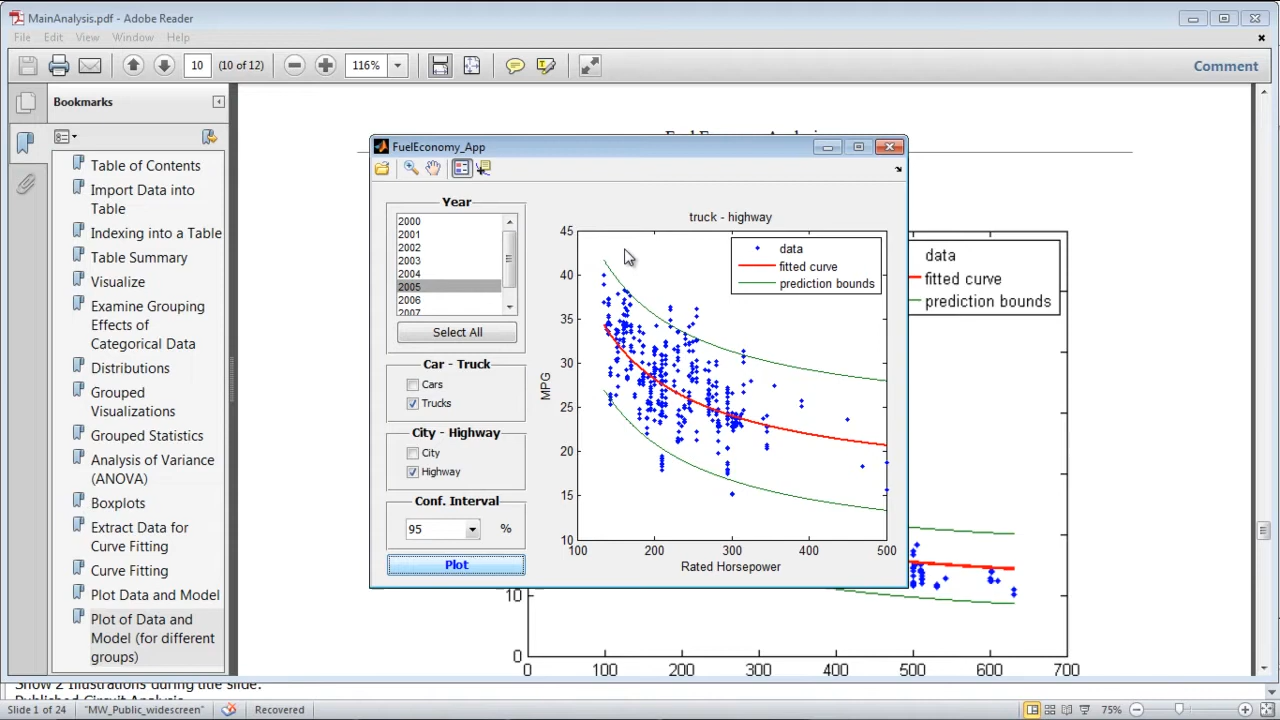 MainAnalysis.pdf - Adobe Reader
File Edit View Window Help
10 (10 of 12) 116% Comment
Bookmarks
Table of Contents
Import Data into
Table
Indexing into a Table
Table Summary
Visualize
Examine Grouping
Effects of
Categorical Data
Distributions
Grouped
Visualizations
Grouped Statistics
Analysis of Variance
(ANOVA)
Boxplots
Extract Data for
Curve Fitting
Curve Fitting
Plot Data and Model
Plot of Data and
Model (for different
groups)
FuelEconomy_App
Year
2000
2001
2002
2003
2004
2005
2006
2007
Select All
Car - Truck
Cars
Trucks
City - Highway
City
Highway
Conf. Interval
95 %
Plot
truck - highway
data
fitted curve
prediction bounds
MPG
45
40
35
30
25
20
15
10
100 200 300 400 500
Rated Horsepower
data
fitted curve
prediction bounds
10
0
0 100 200 300 400 500 600 700
Show 2 Illustrations during title slide.
Published Circuit Analysis
Slide 1 of 24 "MW_Public_widescreen" Recovered 75%